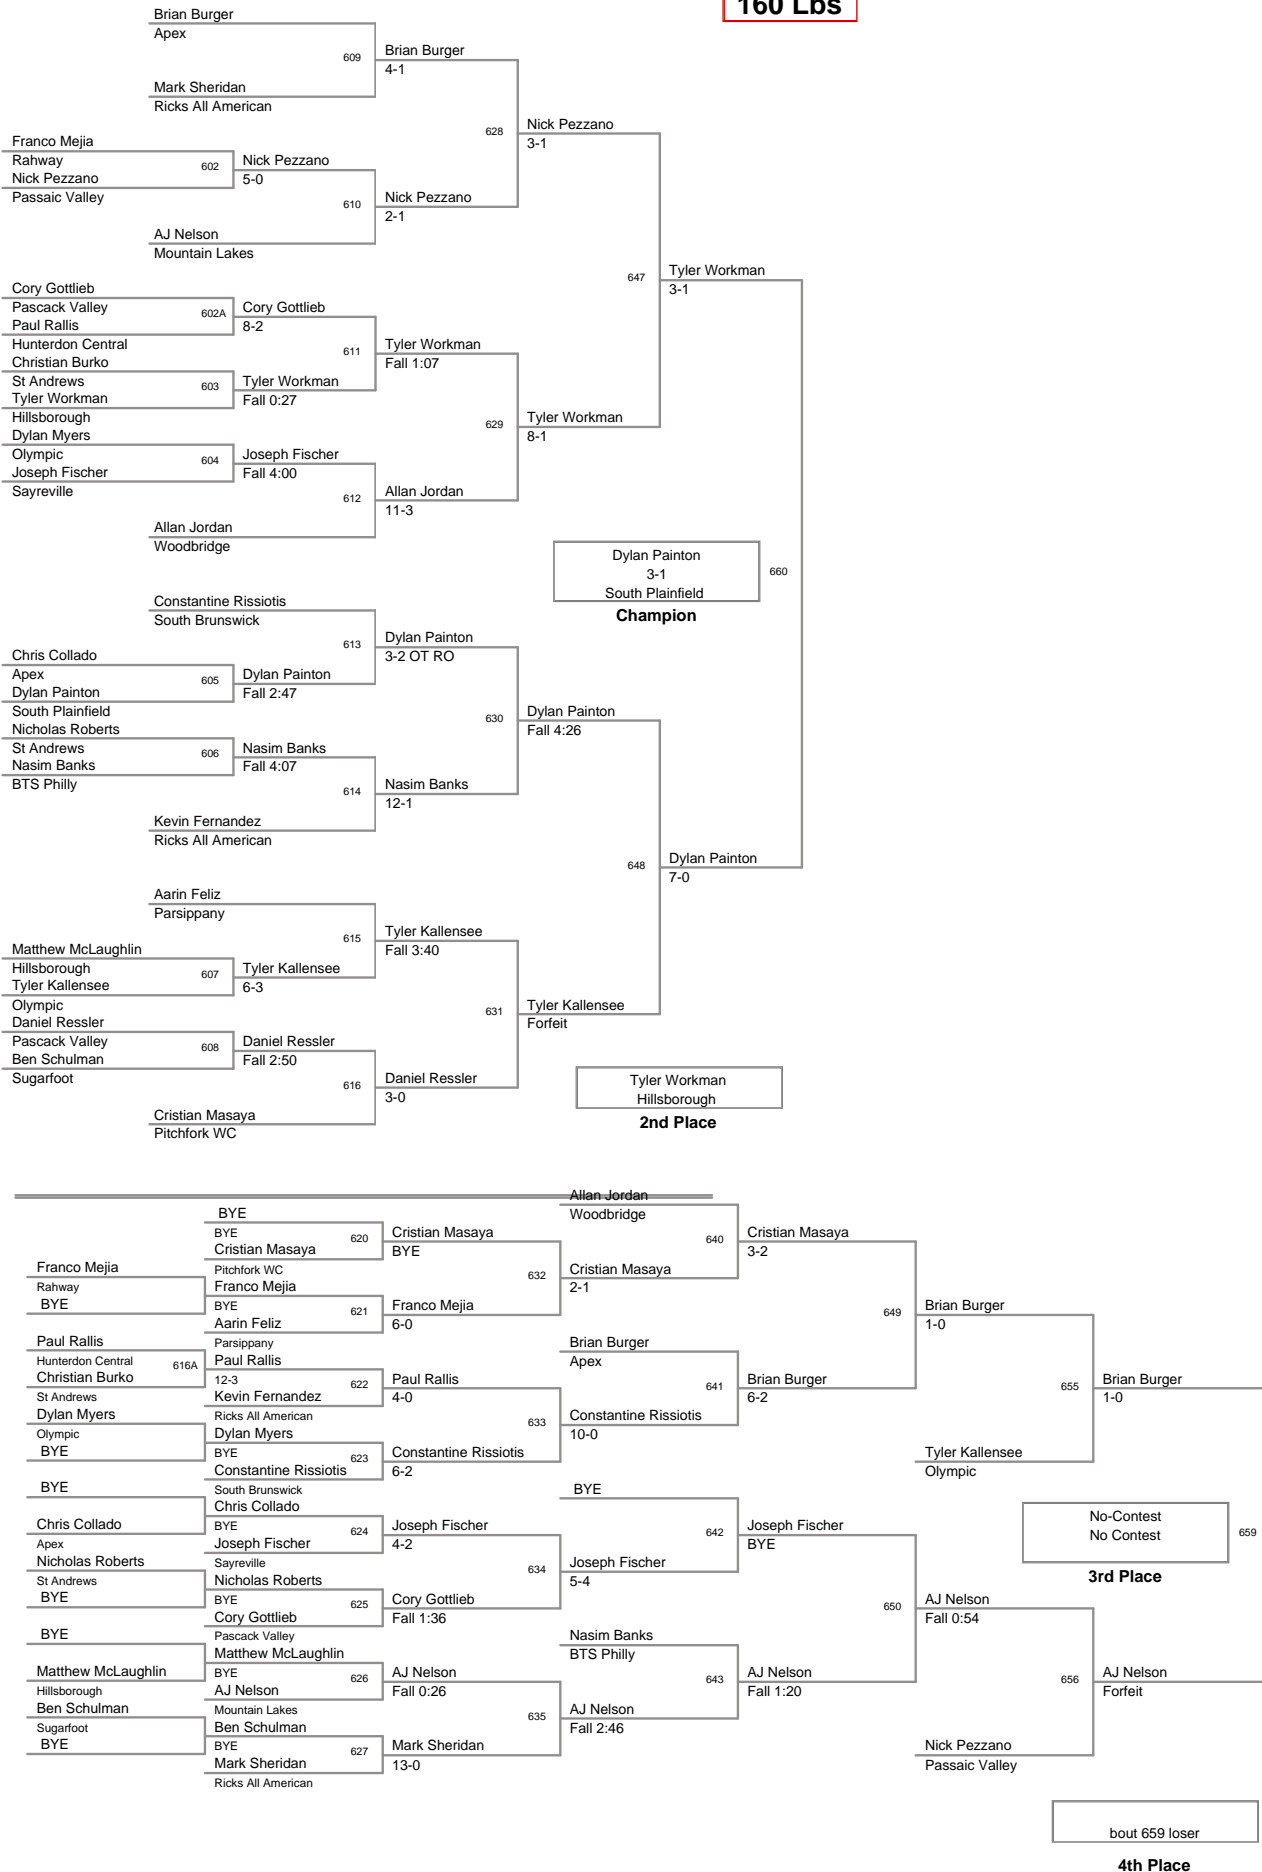 160 Lbs
Brian Burger
Apex
609
Brian Burger
4-1
Mark Sheridan
Ricks All American
628
Nick Pezzano
3-1
Franco Mejia
Rahway
602
Nick Pezzano
5-0
Nick Pezzano
Passaic Valley
610
Nick Pezzano
2-1
AJ Nelson
Mountain Lakes
647
Tyler Workman
3-1
Cory Gottlieb
Pascack Valley
602A
Cory Gottlieb
8-2
Paul Rallis
Hunterdon Central
611
Tyler Workman
Fall 1:07
Christian Burko
St Andrews
603
Tyler Workman
Fall 0:27
Tyler Workman
Hillsborough
629
Tyler Workman
8-1
Dylan Myers
Olympic
604
Joseph Fischer
Fall 4:00
Joseph Fischer
Sayreville
612
Allan Jordan
11-3
Allan Jordan
Woodbridge
Dylan Painton
3-1
South Plainfield
660
Champion
Constantine Rissiotis
South Brunswick
613
Dylan Painton
3-2 OT RO
Chris Collado
Apex
605
Dylan Painton
Fall 2:47
Dylan Painton
South Plainfield
630
Dylan Painton
Fall 4:26
Nicholas Roberts
St Andrews
606
Nasim Banks
Fall 4:07
Nasim Banks
BTS Philly
614
Nasim Banks
12-1
Kevin Fernandez
Ricks All American
648
Dylan Painton
7-0
Aarin Feliz
Parsippany
615
Tyler Kallensee
Fall 3:40
Matthew McLaughlin
Hillsborough
607
Tyler Kallensee
6-3
Tyler Kallensee
Olympic
631
Tyler Kallensee
Forfeit
Daniel Ressler
Pascack Valley
608
Daniel Ressler
Fall 2:50
Ben Schulman
Sugarfoot
616
Daniel Ressler
3-0
Cristian Masaya
Pitchfork WC
Tyler Workman
Hillsborough
2nd Place
Allan Jordan
Woodbridge
BYE
BYE
620
Cristian Masaya
BYE
640
Cristian Masaya
3-2
Cristian Masaya
Pitchfork WC
632
Cristian Masaya
2-1
Franco Mejia
Rahway
BYE
Franco Mejia
BYE
621
Franco Mejia
6-0
Aarin Feliz
Parsippany
649
Brian Burger
1-0
Paul Rallis
Hunterdon Central
616A
Christian Burko
St Andrews
Paul Rallis
12-3
622
Paul Rallis
4-0
Kevin Fernandez
Ricks All American
Brian Burger
Apex
641
Brian Burger
6-2
655
Brian Burger
1-0
633
Constantine Rissiotis
10-0
Dylan Myers
Olympic
BYE
Dylan Myers
BYE
623
Constantine Rissiotis
6-2
Constantine Rissiotis
South Brunswick
Tyler Kallensee
Olympic
BYE
Chris Collado
Apex
Chris Collado
BYE
624
Joseph Fischer
4-2
Joseph Fischer
Sayreville
BYE
642
Joseph Fischer
BYE
No-Contest
No Contest
659
3rd Place
634
Joseph Fischer
5-4
Nicholas Roberts
St Andrews
BYE
Nicholas Roberts
BYE
625
Cory Gottlieb
Fall 1:36
Cory Gottlieb
Pascack Valley
650
AJ Nelson
Fall 0:54
BYE
Matthew McLaughlin
Hillsborough
Matthew McLaughlin
BYE
626
AJ Nelson
Fall 0:26
AJ Nelson
Mountain Lakes
Nasim Banks
BTS Philly
643
AJ Nelson
Fall 1:20
656
AJ Nelson
Forfeit
635
AJ Nelson
Fall 2:46
Ben Schulman
Sugarfoot
BYE
Ben Schulman
BYE
627
Mark Sheridan
13-0
Mark Sheridan
Ricks All American
Nick Pezzano
Passaic Valley
bout 659 loser
4th Place